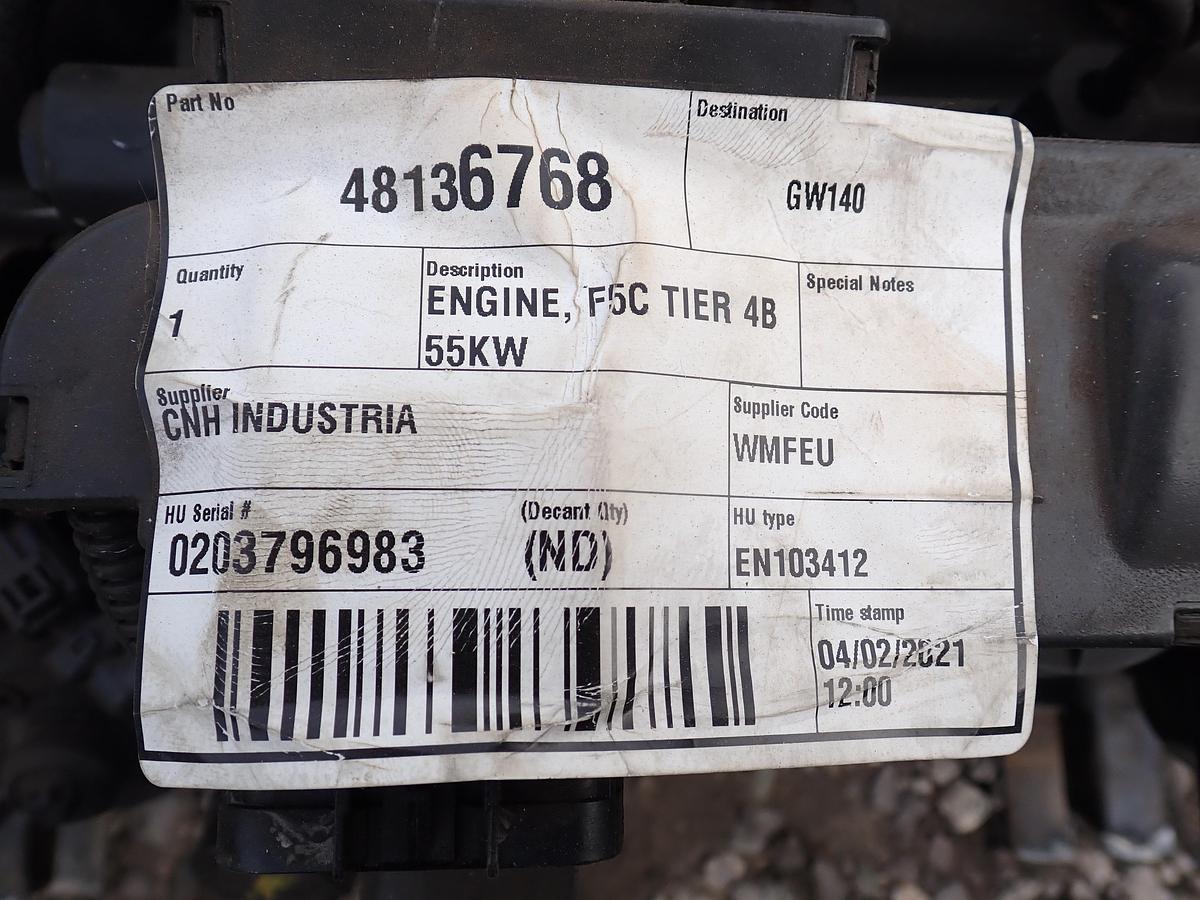 Part No
48136768
Destination
GW140
Quantity
1
Description
ENGINE, F5C TIER 4B
55KW
Special Notes
Supplier
CNH INDUSTRIA
Supplier Code
WMFEU
HU Serial #
0203796983
(Decant Qty)
(ND)
HU type
EN103412
Time stamp
04/02/2021
12:00